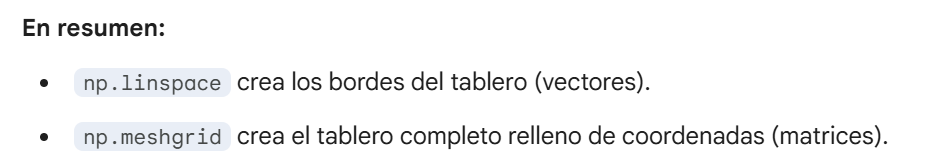 En resumen:
• np.linspace crea los bordes del tablero (vectores).
• np.meshgrid crea el tablero completo relleno de coordenadas (matrices).